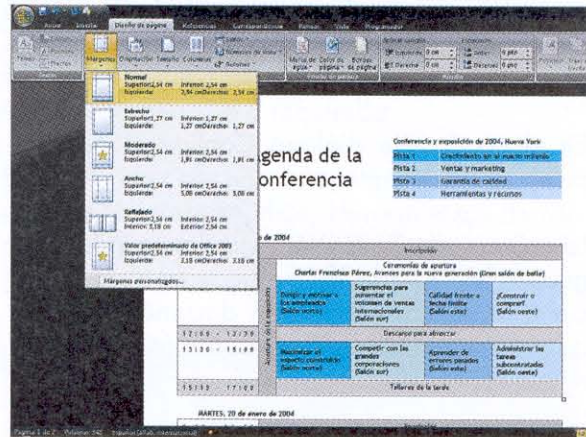 Inicio Insertar Diseño de página Referencias Correspondencia Revisar Vista Programador
Márgenes Orientación Tamaño Columnas
Normal
Superior:2,54 cm Inferior: 2,54 cm
Izquierdo: 2,54 cm Derecho: 2,54 cm
Estrecho
Superior:1,27 cm Inferior: 1,27 cm
Izquierdo: 1,27 cm Derecho: 1,27 cm
Moderado
Superior:2,54 cm Inferior: 2,54 cm
Izquierdo: 1,91 cm Derecho: 1,91 cm
Ancho
Superior:2,54 cm Inferior: 2,54 cm
Izquierdo: 5,08 cm Derecho: 5,08 cm
Reflejado
Superior:2,54 cm Inferior: 2,54 cm
Interior: 3,18 cm Exterior: 2,54 cm
Valor predeterminado de Office 2003
Superior:2,54 cm Inferior: 2,54 cm
Izquierdo: 3,18 cm Derecho: 3,18 cm
Márgenes personalizados...
genda de la
onferencia
Conferencia y exposición de 2004, Nueva York
Pista 1 Crecimiento en el nuevo milenio
Pista 2 Ventas y marketing
Pista 3 Garantía de calidad
Pista 4 Herramientas y recursos
o de 2004
Inscripción
Ceremonias de apertura
Charles Francisco Pérez, Avances para la nueva generación (Gran salón de baile)
Dirigir y motivar a los empleados (Salón norte)
Sugerencias para aumentar el volumen de ventas internacionales (Salón sur)
Calidad frente a fecha límite (Salón este)
¿Construir o comprar? (Salón oeste)
Descanso para almorzar
Maximizar el impacto construido (Salón norte)
Competir con las grandes corporaciones (Salón sur)
Aprender de errores pasados (Salón este)
Administrar las tareas subcontratadas (Salón oeste)
Talleres de la tarde
MARTES, 20 de enero de 2004
Página 1 de 2